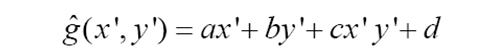 ĝ(x', y') = ax'+ by'+ cx' y'+ d